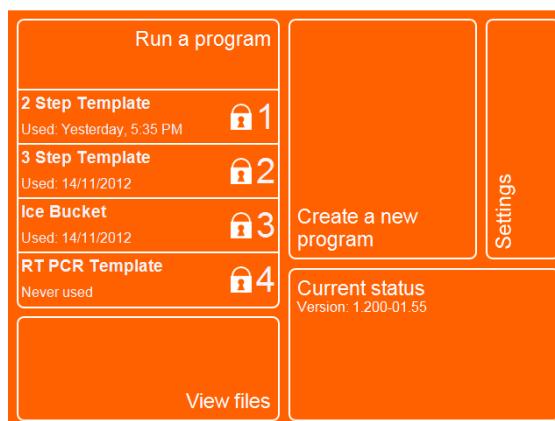 Run a program
2 Step Template
Used: Yesterday, 5:35 PM
1
3 Step Template
Used: 14/11/2012
2
Ice Bucket
Used: 14/11/2012
3
RT PCR Template
Never used
4
View files
Create a new
program
Settings
Current status
Version: 1.200-01.55